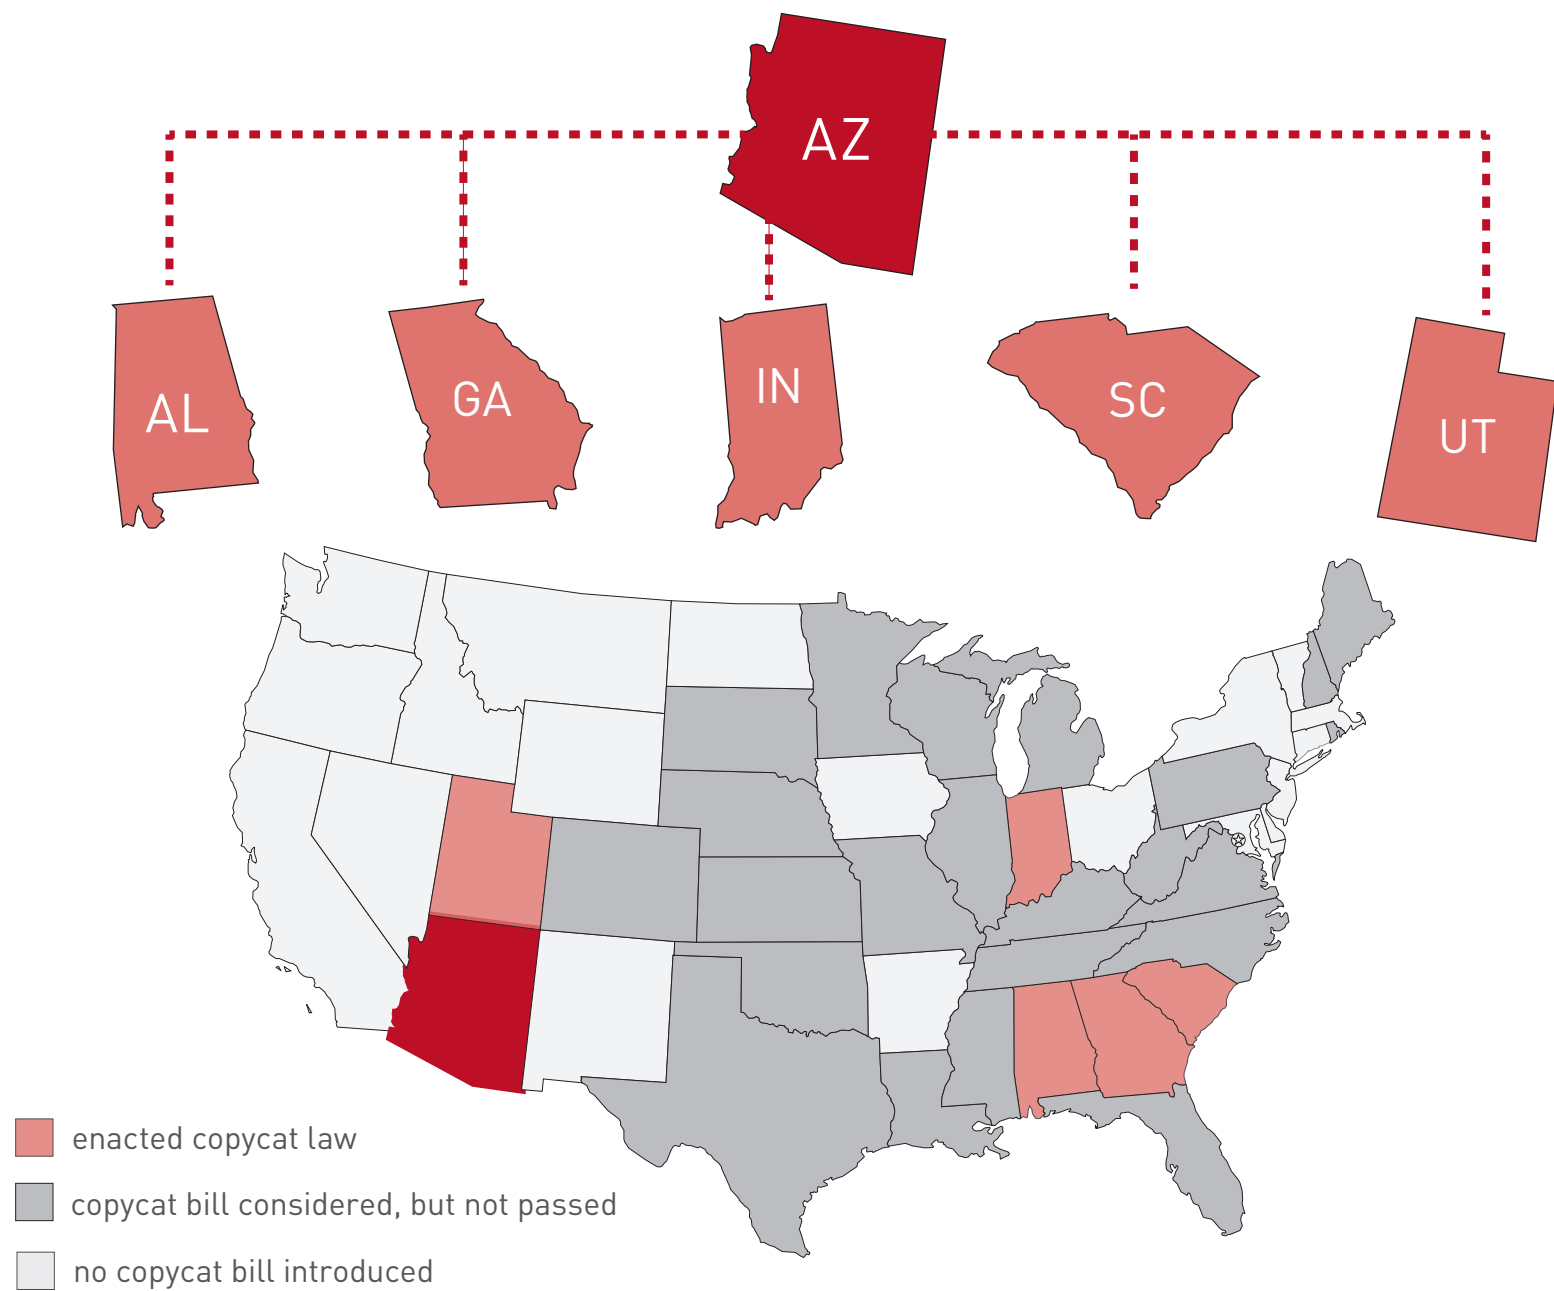 AZ
AL
GA
IN
SC
UT
enacted copycat law
copycat bill considered, but not passed
no copycat bill introduced